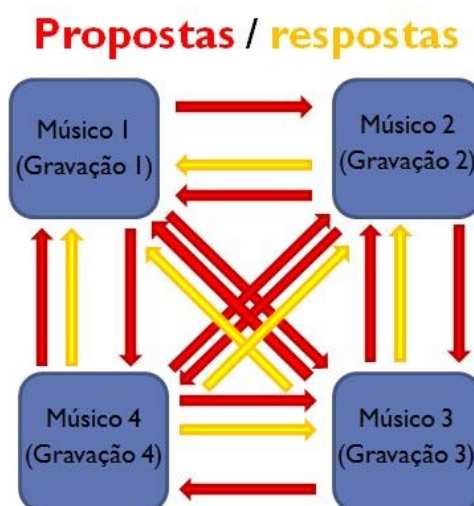 Propostas / respostas
Músico 1
(Gravação 1)
Músico 2
(Gravação 2)
Músico 4
(Gravação 4)
Músico 3
(Gravação 3)